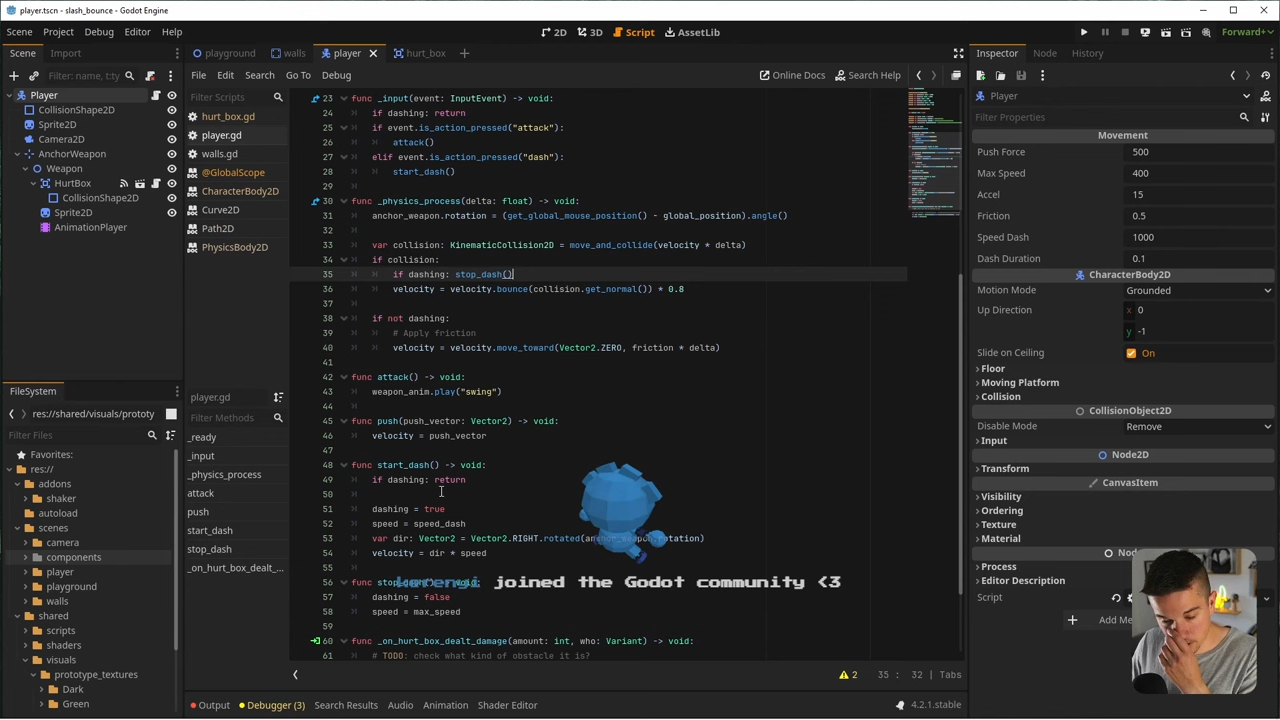 player.tscn - slash_bounce - Godot Engine
Scene Project Debug Editor Help
2D 3D Script AssetLib
Forward+
Scene Import
Filter: name, t:ty
Player
CollisionShape2D
Sprite2D
Camera2D
AnchorWeapon
Weapon
HurtBox
CollisionShape2D
Sprite2D
AnimationPlayer
FileSystem
res://shared/visuals/prototy
Filter Files
Favorites:
res://
addons
shaker
autoload
scenes
camera
components
player
playground
walls
shared
scripts
shaders
visuals
prototype_textures
Dark
Green
playground walls player hurt_box
File Edit Search Go To Debug
Online Docs Search Help
Filter Scripts
hurt_box.gd
player.gd
walls.gd
@GlobalScope
CharacterBody2D
Curve2D
Path2D
PhysicsBody2D
player.gd
Filter Methods
_ready
_input
_physics_process
attack
push
start_dash
stop_dash
_on_hurt_box_dealt_...
23 func _input(event: InputEvent) -> void:
24 if dashing: return
25 if event.is_action_pressed("attack"):
26 attack()
27 elif event.is_action_pressed("dash"):
28 start_dash()
29
30 func _physics_process(delta: float) -> void:
31 anchor_weapon.rotation = (get_global_mouse_position() - global_position).angle()
32
33 var collision: KinematicCollision2D = move_and_collide(velocity * delta)
34 if collision:
35 if dashing: stop_dash()
36 velocity = velocity.bounce(collision.get_normal()) * 0.8
37
38 if not dashing:
39 # Apply friction
40 velocity = velocity.move_toward(Vector2.ZERO, friction * delta)
41
42 func attack() -> void:
43 weapon_anim.play("swing")
44
45 func push(push_vector: Vector2) -> void:
46 velocity = push_vector
47
48 func start_dash() -> void:
49 if dashing: return
50
51 dashing = true
52 speed = speed_dash
53 var dir: Vector2 = Vector2.RIGHT.rotated(anchor_weapon.rotation)
54 velocity = dir * speed
55
56 func
joined the Godot community <3
57 dashing = false
58 speed = max_speed
59
60 func _on_hurt_box_dealt_damage(amount: int, who: Variant) -> void:
61 # TODO: check what kind of obstacle it is?
2 35 : 32 | Tabs
Output Debugger (3) Search Results Audio Animation Shader Editor
4.2.1.stable
Inspector Node History
Player
Filter Properties
Movement
Push Force 500
Max Speed 400
Accel 15
Friction 0.5
Speed Dash 1000
Dash Duration 0.1
CharacterBody2D
Motion Mode Grounded
Up Direction x 0
y -1
Slide on Ceiling On
Floor
Moving Platform
Collision
CollisionObject2D
Disable Mode Remove
Input
Node2D
Transform
CanvasItem
Visibility
Ordering
Texture
Material
Process
Editor Description
Script